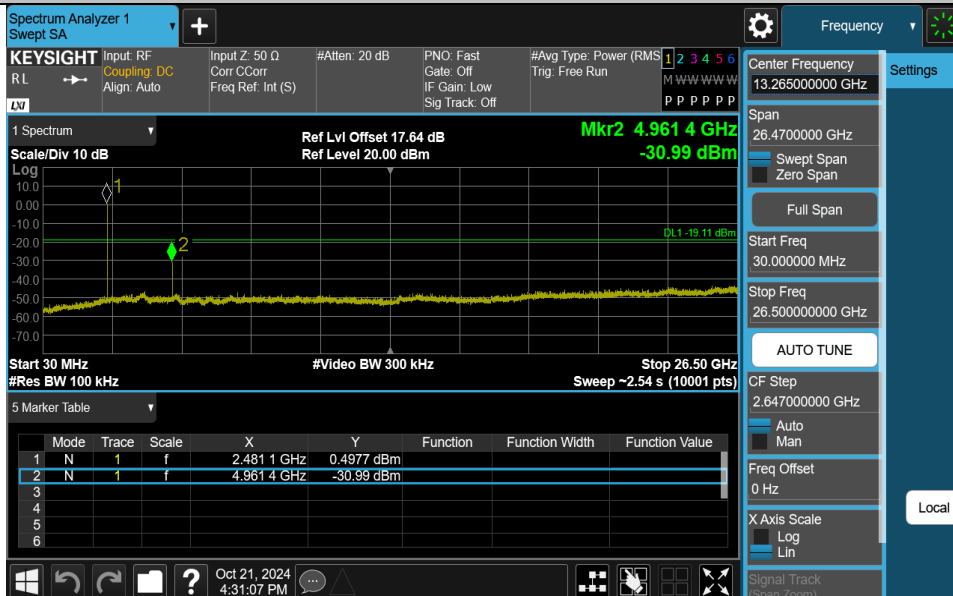 Spectrum Analyzer 1
Swept SA
Frequency
KEYSIGHT
R L
LXI
Input: RF
Coupling: DC
Align: Auto
Input Z: 50 Ω
Corr CCorr
Freq Ref: Int (S)
#Atten: 20 dB
PNO: Fast
Gate: Off
IF Gain: Low
Sig Track: Off
#Avg Type: Power (RMS
Trig: Free Run
1 2 3 4 5 6
M W W W W W
P P P P P P
1 Spectrum
Scale/Div 10 dB
Ref Lvl Offset 17.64 dB
Ref Level 20.00 dBm
Mkr2 4.961 4 GHz
-30.99 dBm
Log
10.0
0.00
-10.0
-20.0
-30.0
-40.0
-50.0
-60.0
-70.0
1
2
DL1 -19.11 dBm
Start 30 MHz
#Res BW 100 kHz
#Video BW 300 kHz
Stop 26.50 GHz
Sweep ~2.54 s (10001 pts)
5 Marker Table
Mode Trace Scale X Y Function Function Width Function Value
1 N 1 f 2.481 1 GHz 0.4977 dBm
2 N 1 f 4.961 4 GHz -30.99 dBm
3
4
5
6
Oct 21, 2024
4:31:07 PM
Center Frequency
13.265000000 GHz
Settings
Span
26.4700000 GHz
Swept Span
Zero Span
Full Span
Start Freq
30.000000 MHz
Stop Freq
26.500000000 GHz
AUTO TUNE
CF Step
2.647000000 GHz
Auto
Man
Freq Offset
0 Hz
Local
X Axis Scale
Log
Lin
Signal Track
(Span Zoom)